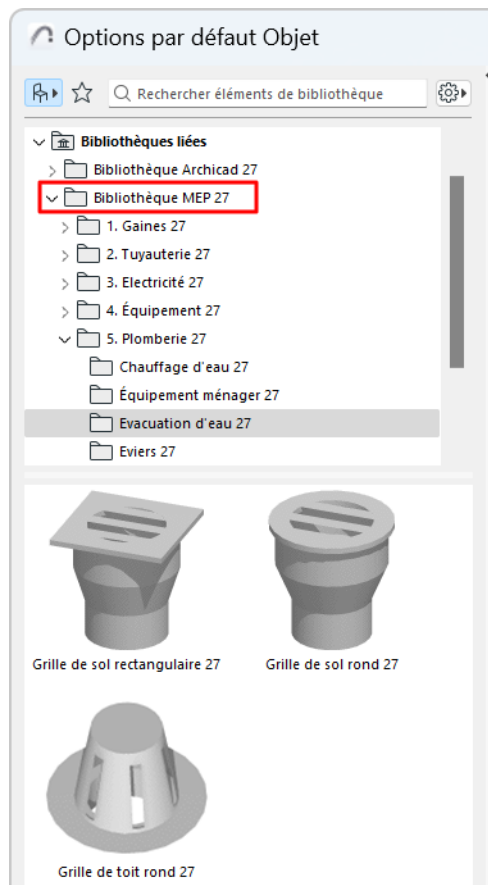 Options par défaut Objet
Rechercher éléments de bibliothèque
Bibliothèques liées
Bibliothèque Archicad 27
Bibliothèque MEP 27
1. Gaines 27
2. Tuyauterie 27
3. Electricité 27
4. Équipement 27
5. Plomberie 27
Chauffage d'eau 27
Équipement ménager 27
Evacuation d'eau 27
Eviers 27
Grille de sol rectangulaire 27 Grille de sol rond 27
Grille de toit rond 27